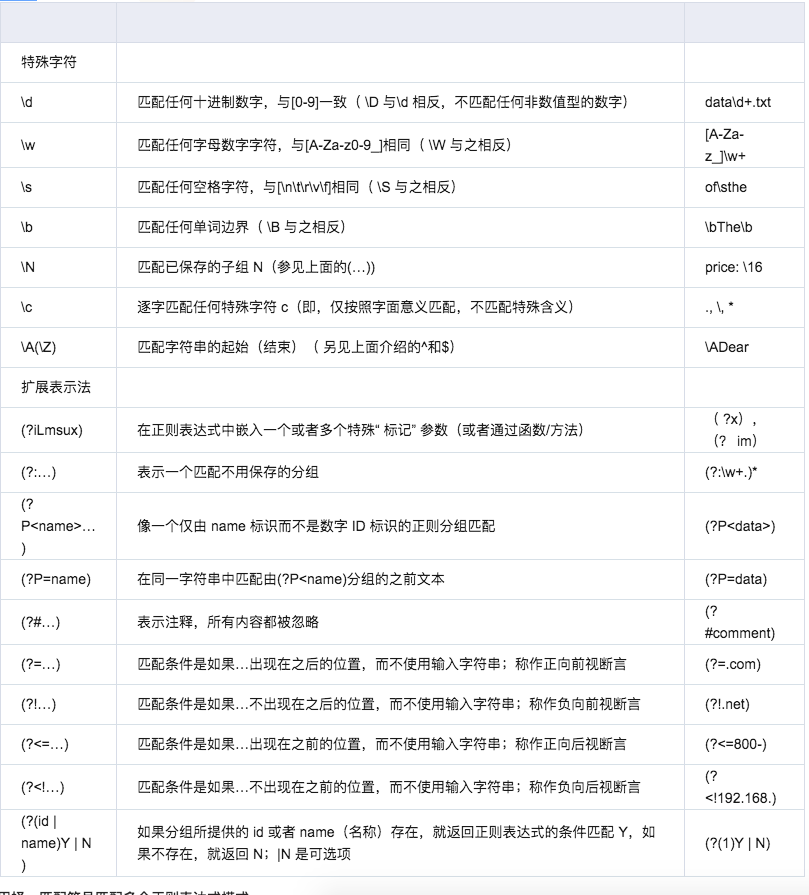 特殊字符
\d 匹配任何十进制数字，与[0-9]一致（ \D 与\d 相反，不匹配任何非数值型的数字） data\d+.txt
\w 匹配任何字母数字字符，与[A-Za-z0-9_]相同（ \W 与之相反） [A-Za-
z_]\w+
\s 匹配任何空格字符，与[\n\t\r\v\f]相同（ \S 与之相反） of\sthe
\b 匹配任何单词边界（ \B 与之相反） \bThe\b
\N 匹配已保存的子组 N（参见上面的(…)) price: \16
\c 逐字匹配任何特殊字符 c（即，仅按照字面意义匹配，不匹配特殊含义） ., \, *
\A(\Z) 匹配字符串的起始（结束）（ 另见上面介绍的^和$） \ADear
扩展表示法
(?iLmsux) 在正则表达式中嵌入一个或者多个特殊“ 标记” 参数（或者通过函数/方法） （ ?x），
（? im）
(?:…) 表示一个匹配不用保存的分组 (?:\w+.)*
(?
P<name>…
) 像一个仅由 name 标识而不是数字 ID 标识的正则分组匹配 (?P<data>)
(?P=name) 在同一字符串中匹配由(?P<name)分组的之前文本 (?P=data)
(?#…) 表示注释，所有内容都被忽略 (?
#comment)
(?=…) 匹配条件是如果…出现在之后的位置，而不使用输入字符串；称作正向前视断言 (?=.com)
(?!…) 匹配条件是如果…不出现在之后的位置，而不使用输入字符串；称作负向前视断言 (?!.net)
(?<=…) 匹配条件是如果…出现在之前的位置，而不使用输入字符串；称作正向后视断言 (?<=800-)
(?<!…) 匹配条件是如果…不出现在之前的位置，而不使用输入字符串；称作负向后视断言 (?
<!192.168.)
(?(id |
name)Y | N
) 如果分组所提供的 id 或者 name（名称）存在，就返回正则表达式的条件匹配 Y，如
果不存在，就返回 N；|N 是可选项 (?(1)Y | N)